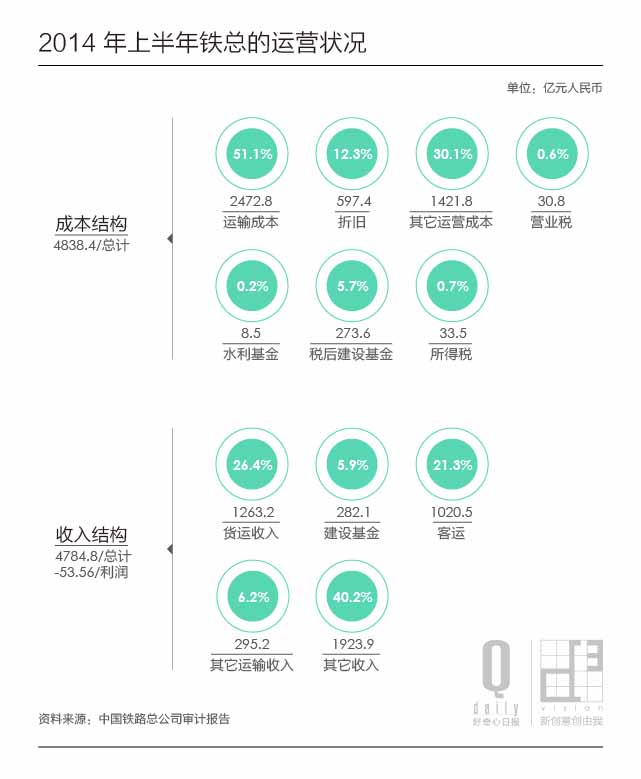 2014 年上半年铁总的运营状况
单位：亿元人民币
成本结构
4838.4/总计
51.1%
2472.8
运输成本
12.3%
597.4
折旧
30.1%
1421.8
其它运营成本
0.6%
30.8
营业税
0.2%
8.5
水利基金
5.7%
273.6
税后建设基金
0.7%
33.5
所得税
收入结构
4784.8/总计
-53.56/利润
26.4%
1263.2
货运收入
5.9%
282.1
建设基金
21.3%
1020.5
客运
6.2%
295.2
其它运输收入
40.2%
1923.9
其它收入
资料来源：中国铁路总公司审计报告
Q
daily
好奇心日报
vision
新创意创由我